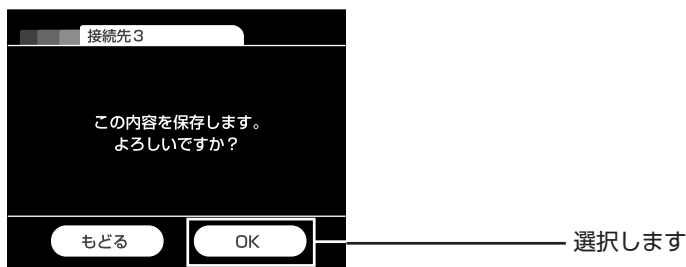 接続先3
この内容を保存します。
よろしいですか？
もどる
OK
選択します